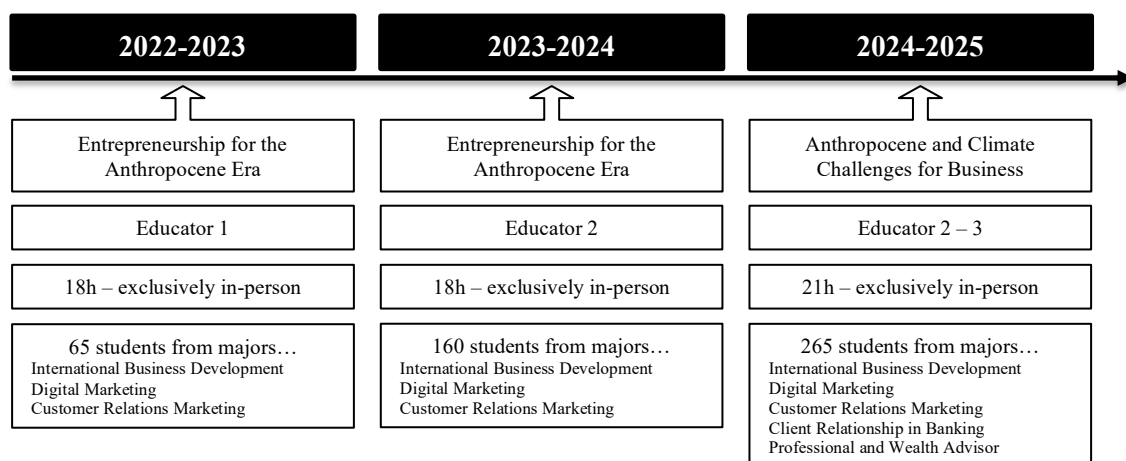 2022-2023
2023-2024
2024-2025
Entrepreneurship for the
Anthropocene Era
Entrepreneurship for the
Anthropocene Era
Anthropocene and Climate
Challenges for Business
Educator 1
Educator 2
Educator 2 – 3
18h – exclusively in-person
18h – exclusively in-person
21h – exclusively in-person
65 students from majors…
International Business Development
Digital Marketing
Customer Relations Marketing
160 students from majors…
International Business Development
Digital Marketing
Customer Relations Marketing
265 students from majors…
International Business Development
Digital Marketing
Customer Relations Marketing
Client Relationship in Banking
Professional and Wealth Advisor